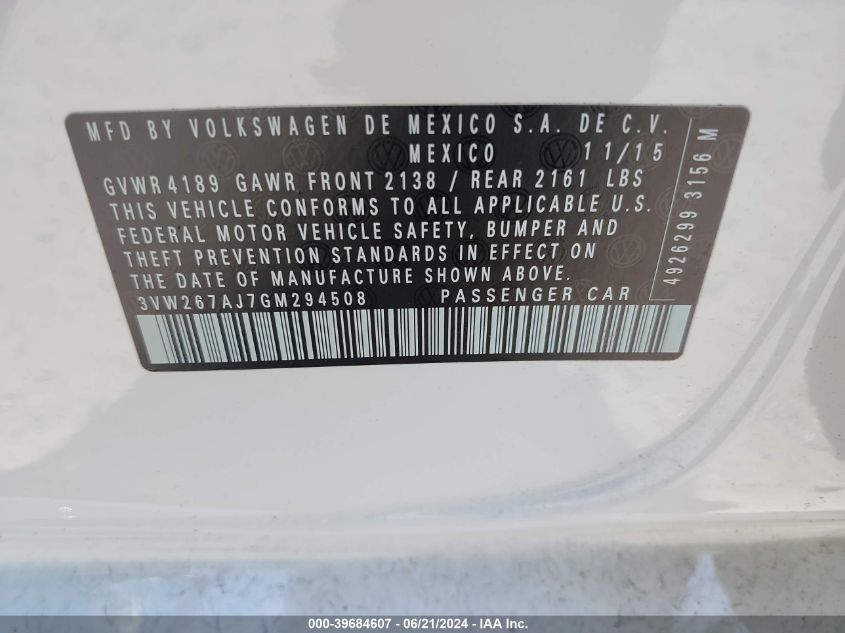 MFD BY VOLKSWAGEN DE MEXICO S.A. DE C.V.
MEXICO 11/15
GVWR 4189 GAWR FRONT 2138 / REAR 2161 LBS
THIS VEHICLE CONFORMS TO ALL APPLICABLE U.S.
FEDERAL MOTOR VEHICLE SAFETY, BUMPER AND
THEFT PREVENTION STANDARDS IN EFFECT ON
THE DATE OF MANUFACTURE SHOWN ABOVE.
3VW267AJ7GM294508 PASSENGER CAR
4926299 3156 M
000-39684607 - 06/21/2024 - IAA Inc.